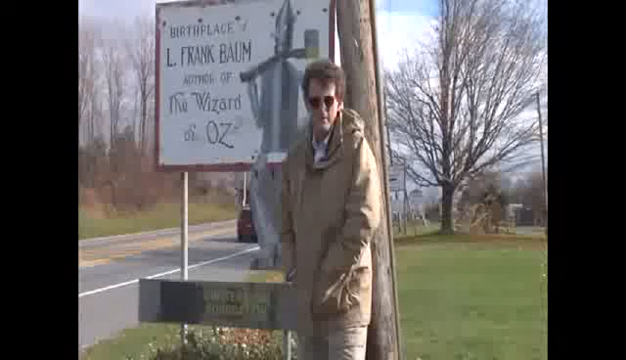 BIRTHPLACE of
L. FRANK BAUM
AUTHOR OF
The Wizard
of OZ